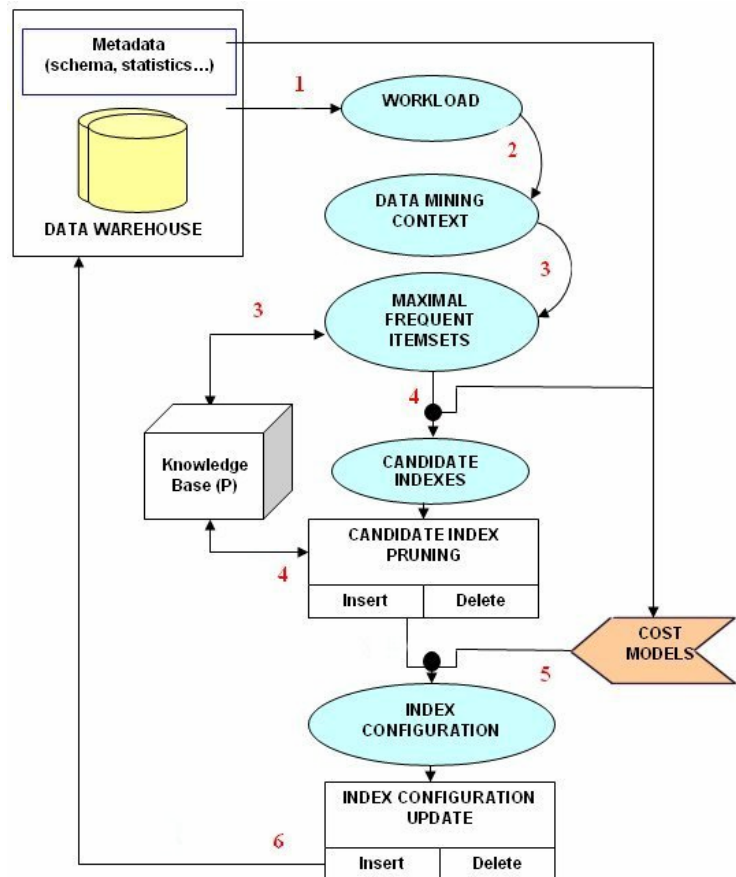 Metadata
(schema, statistics...)
1
WORKLOAD
2
DATA MINING
CONTEXT
DATA WAREHOUSE
3
MAXIMAL
FREQUENT
ITEMSETS
3
4
Knowledge
Base (P)
CANDIDATE
INDEXES
CANDIDATE INDEX
PRUNING
4
Insert
Delete
COST
MODELS
5
INDEX
CONFIGURATION
INDEX CONFIGURATION
UPDATE
6
Insert
Delete